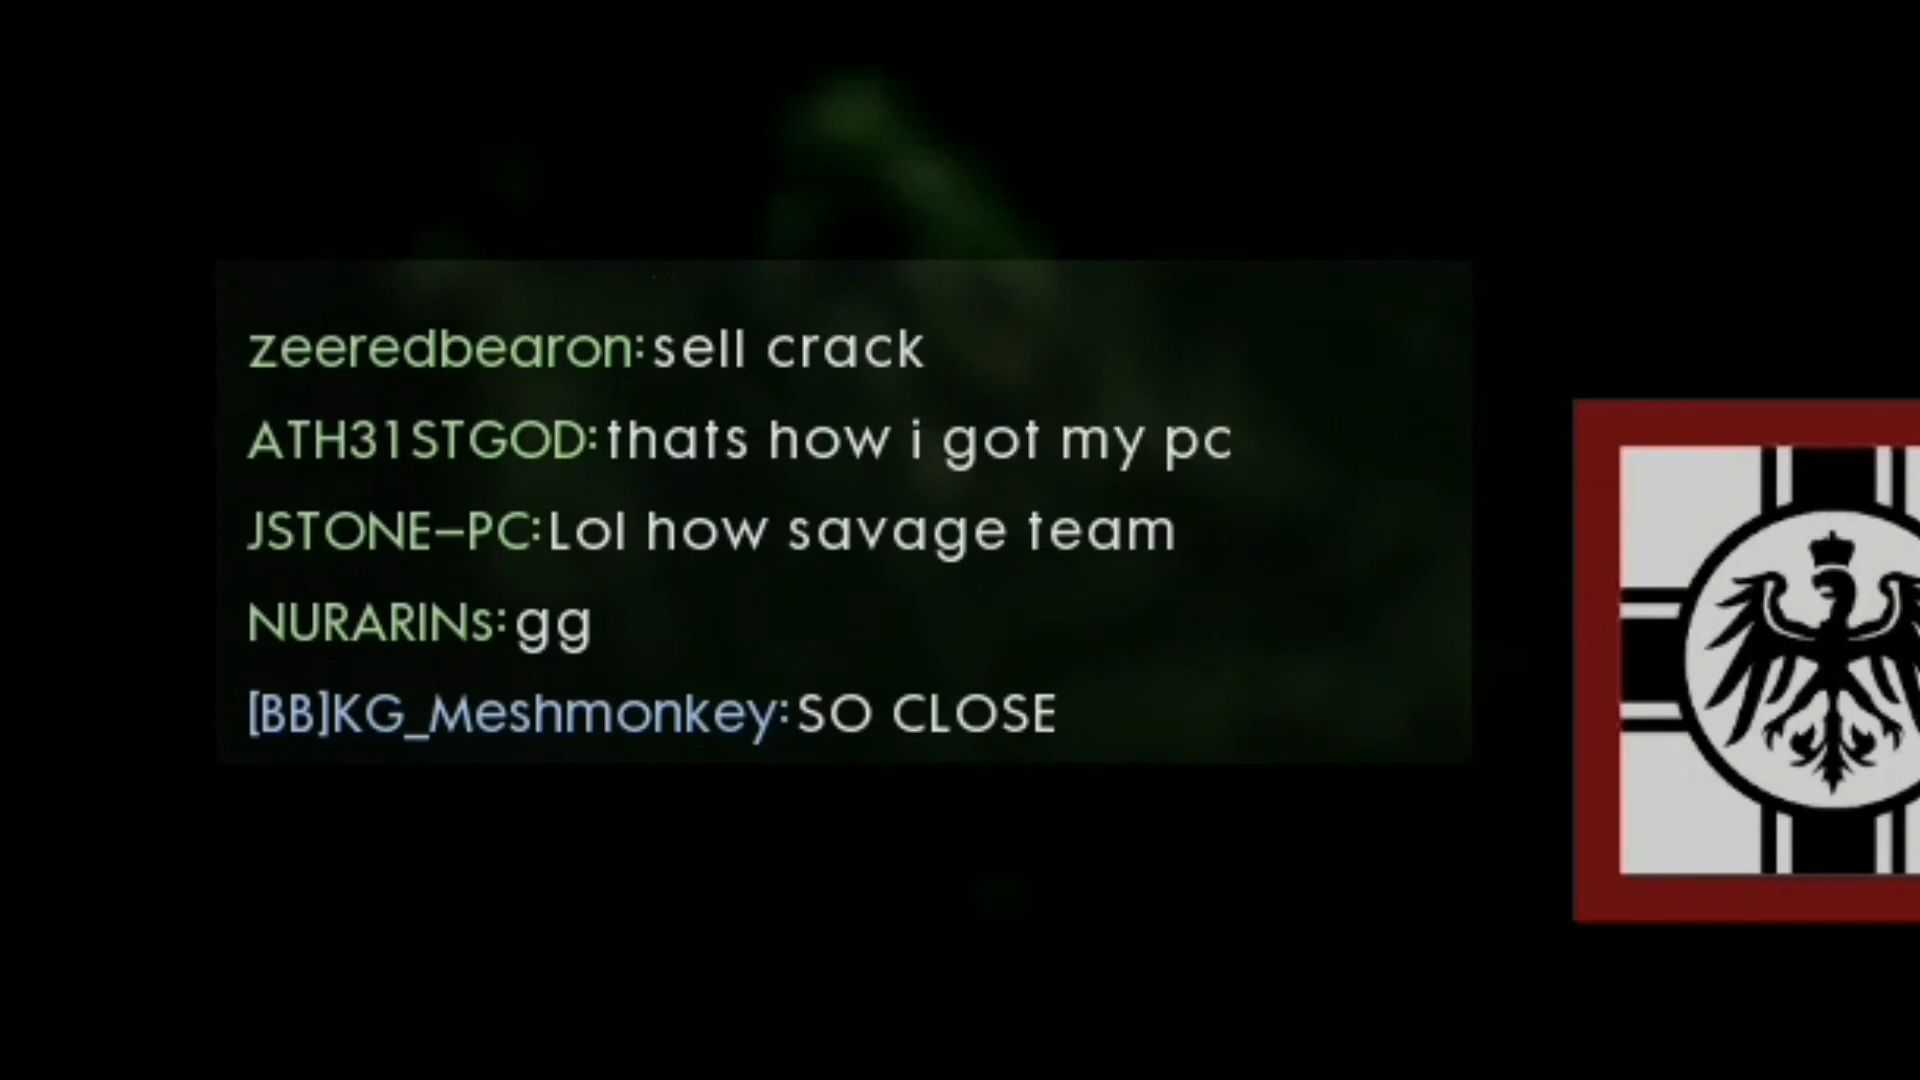 zeeredbearon:sell crack
ATH31STGOD:thats how i got my pc
JSTONE-PC:Lol how savage team
NURARINs:gg
[BB]KG_Meshmonkey:SO CLOSE